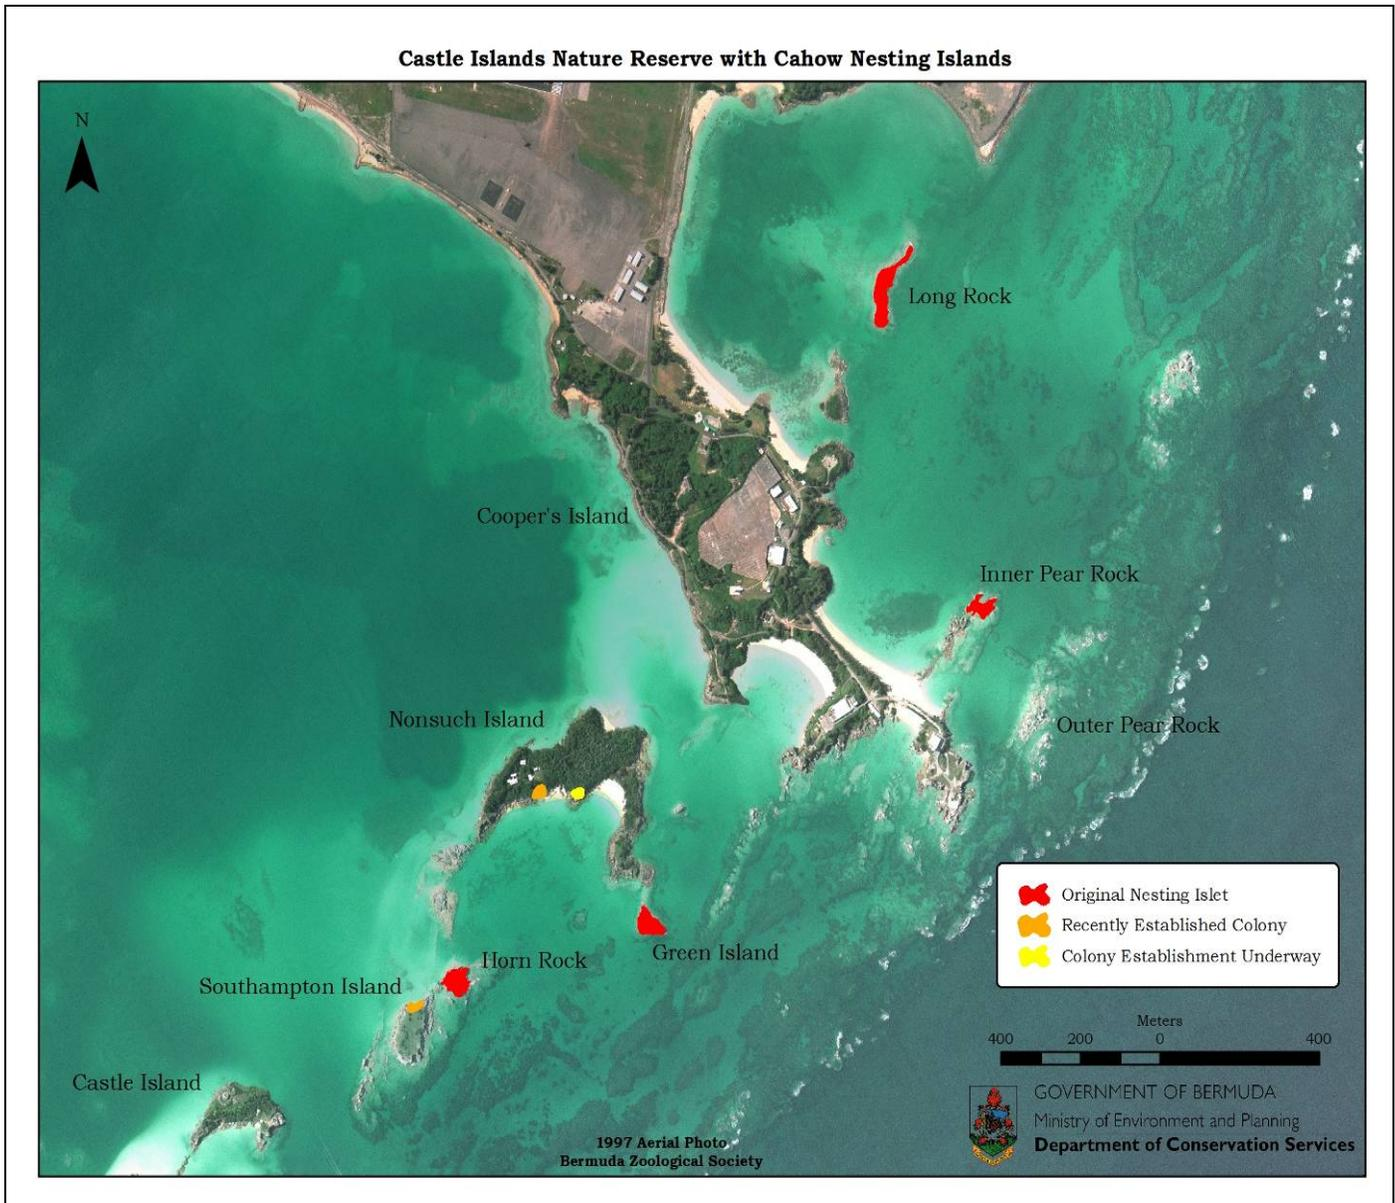 Castle Islands Nature Reserve with Cahow Nesting Islands
N
Long Rock
Cooper's Island
Inner Pear Rock
Nonsuch Island
Outer Pear Rock
Original Nesting Islet
Recently Established Colony
Colony Establishment Underway
Green Island
Horn Rock
Southampton Island
Meters
400 200 0 400
Castle Island
GOVERNMENT OF BERMUDA
Ministry of Environment and Planning
Department of Conservation Services
1997 Aerial Photo
Bermuda Zoological Society